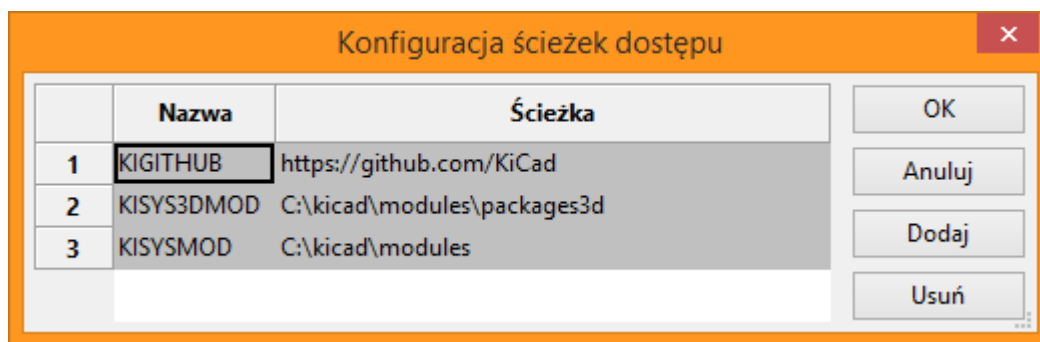 Konfiguracja ścieżek dostępu
Nazwa Ścieżka
1 KIGITHUB https://github.com/KiCad
2 KISYS3DMOD C:\kicad\modules\packages3d
3 KISYSMOD C:\kicad\modules
OK
Anuluj
Dodaj
Usuń